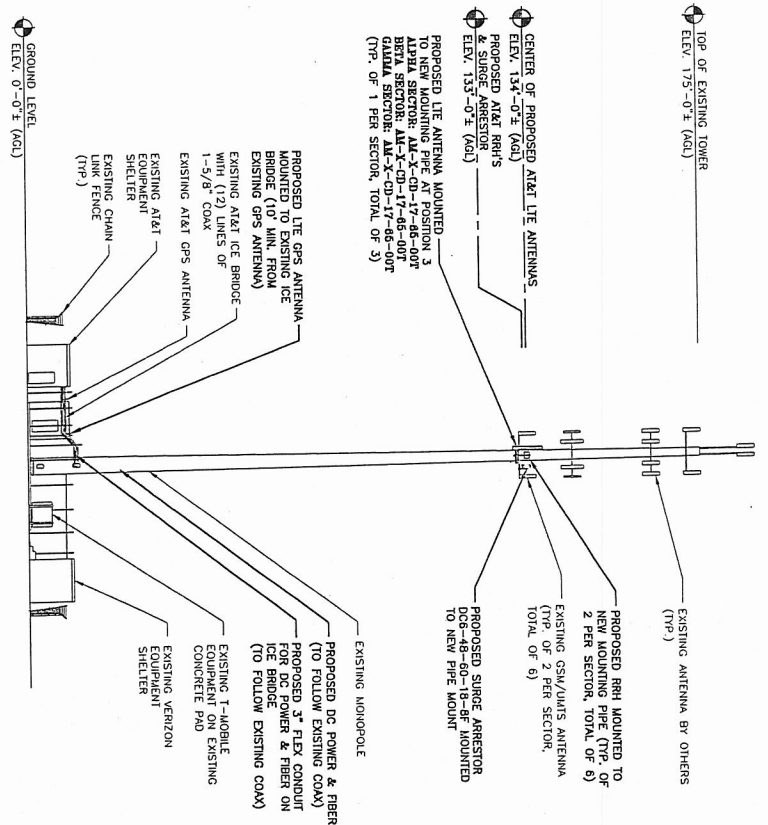 TOP OF EXISTING TOWER
ELEV. 175'-0"± (AGL)
CENTER OF PROPOSED AT&T LTE ANTENNAS
ELEV. 134'-0"± (AGL)
PROPOSED AT&T RRH'S
& SURGE ARRESTOR
ELEV. 133'-0"± (AGL)
PROPOSED LTE ANTENNA MOUNTED
TO NEW MOUNTING PIPE AT POSITION 3
ALPHA SECTOR: AM-X-CD-17-65-00T
BETA SECTOR: AM-X-CD-17-65-00T
GAMMA SECTOR: AM-X-CD-17-65-00T
(TYP. OF 1 PER SECTOR, TOTAL OF 3)
PROPOSED LTE GPS ANTENNA
MOUNTED TO EXISTING ICE
BRIDGE (10' MIN. FROM
EXISTING GPS ANTENNA)
EXISTING AT&T ICE BRIDGE
WITH (12) LINES OF
1-5/8" COAX
EXISTING AT&T GPS ANTENNA
EXISTING AT&T
EQUIPMENT
SHELTER
EXISTING CHAIN
LINK FENCE
(TYP.)
GROUND LEVEL
ELEV. 0'-0"± (AGL)
EXISTING ANTENNA BY OTHERS
(TYP.)
PROPOSED RRH MOUNTED TO
NEW MOUNTING PIPE (TYP. OF
2 PER SECTOR, TOTAL OF 6)
EXISTING GSM/UMTS ANTENNA
(TYP. OF 2 PER SECTOR,
TOTAL OF 6)
PROPOSED SURGE ARRESTOR
DC6-48-60-18-8F MOUNTED
TO NEW PIPE MOUNT
EXISTING MONOPOLE
PROPOSED DC POWER & FIBER
(TO FOLLOW EXISTING COAX)
PROPOSED 3" FLEX CONDUIT
FOR DC POWER & FIBER ON
ICE BRIDGE
(TO FOLLOW EXISTING COAX)
EXISTING T-MOBILE
EQUIPMENT ON EXISTING
CONCRETE PAD
EXISTING VERIZON
EQUIPMENT
SHELTER